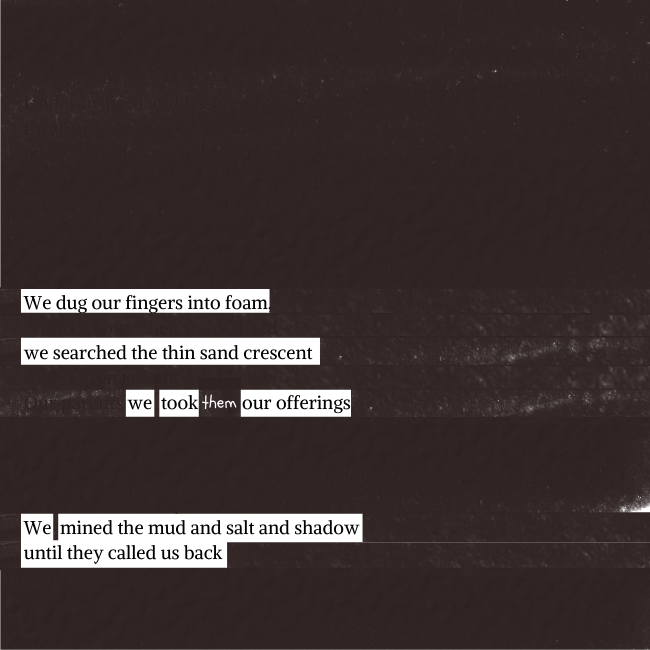 We dug our fingers into foam
we searched the thin sand crescent
we took them our offerings
We mined the mud and salt and shadow
until they called us back